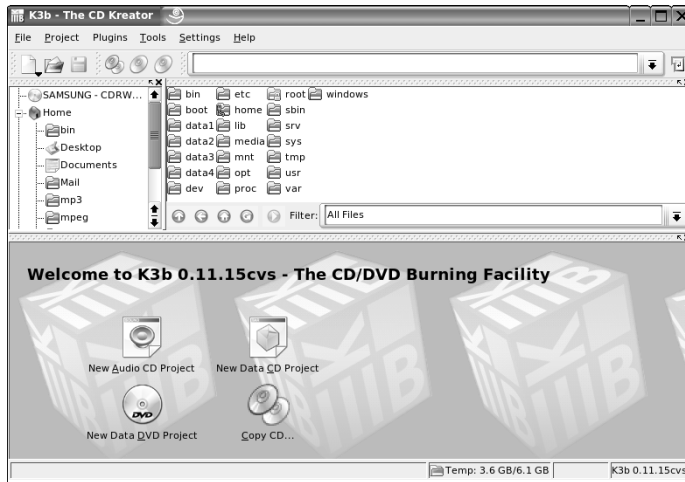 K3b - The CD Kreator
File Project Plugins Tools Settings Help
SAMSUNG - CDRW...
Home
bin
Desktop
Documents
Mail
mp3
mpeg
bin etc root windows
boot home sbin
data1 lib srv
data2 media sys
data3 mnt tmp
data4 opt usr
dev proc var
Filter: All Files
Welcome to K3b 0.11.15cvs - The CD/DVD Burning Facility
New Audio CD Project New Data CD Project
DVD
New Data DVD Project Copy CD...
Temp: 3.6 GB/6.1 GB K3b 0.11.15cvs